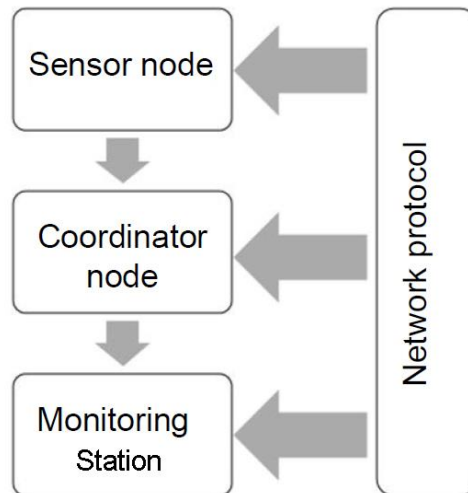 Sensor node
Coordinator
node
Monitoring
Station
Network protocol